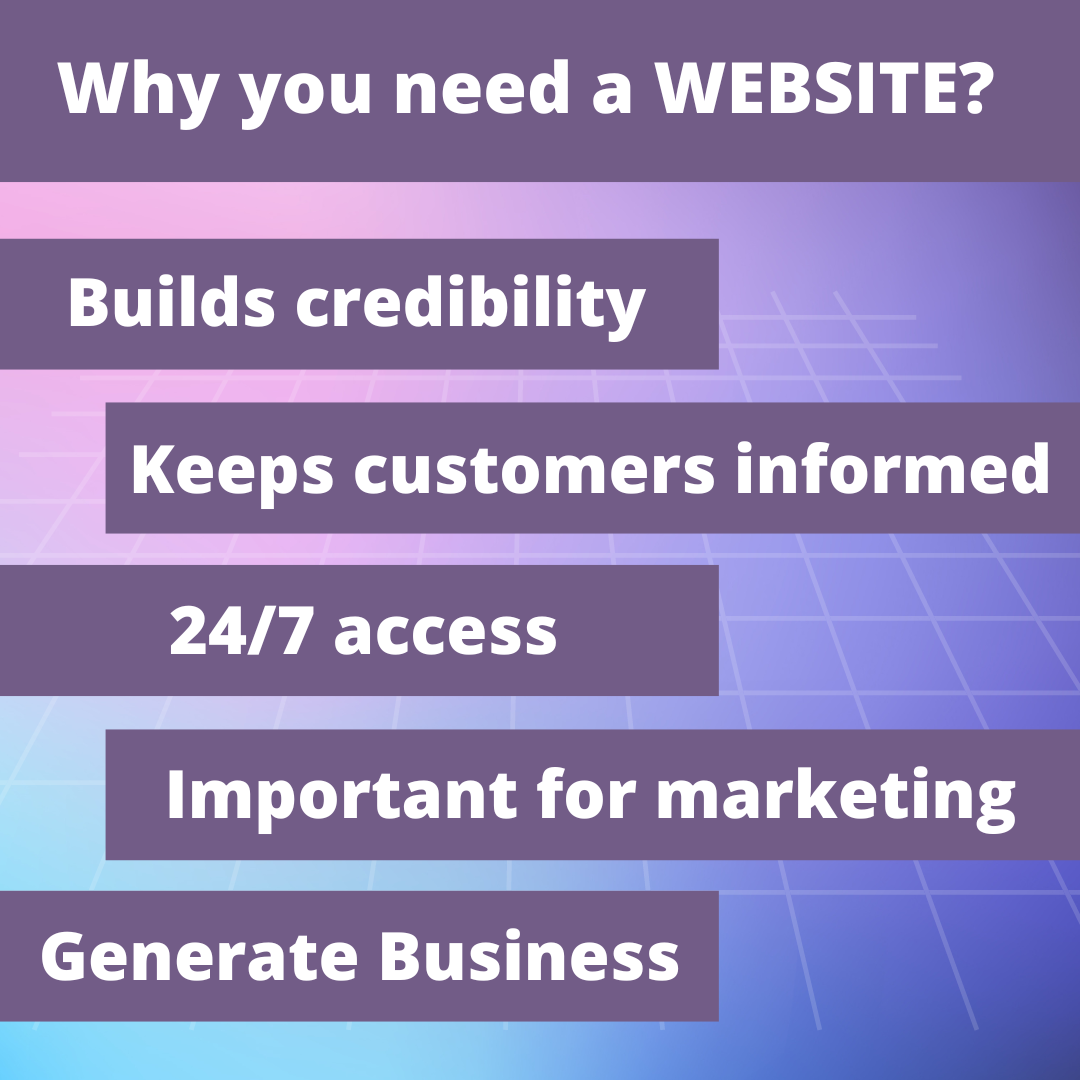 Why you need a WEBSITE?
Builds credibility
Keeps customers informed
24/7 access
Important for marketing
Generate Business